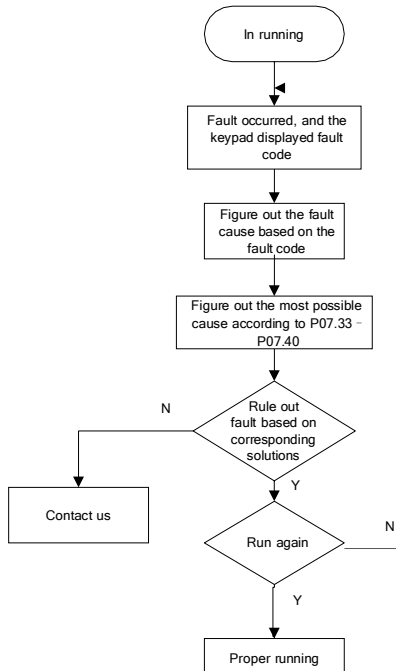 In running
Fault occurred, and the
keypad displayed fault
code
Figure out the fault
cause based on the
fault code
Figure out the most possible
cause according to P07.33 –
P07.40
Rule out
fault based on
corresponding
solutions
N
Y
Contact us
Run again
N
Y
Proper running